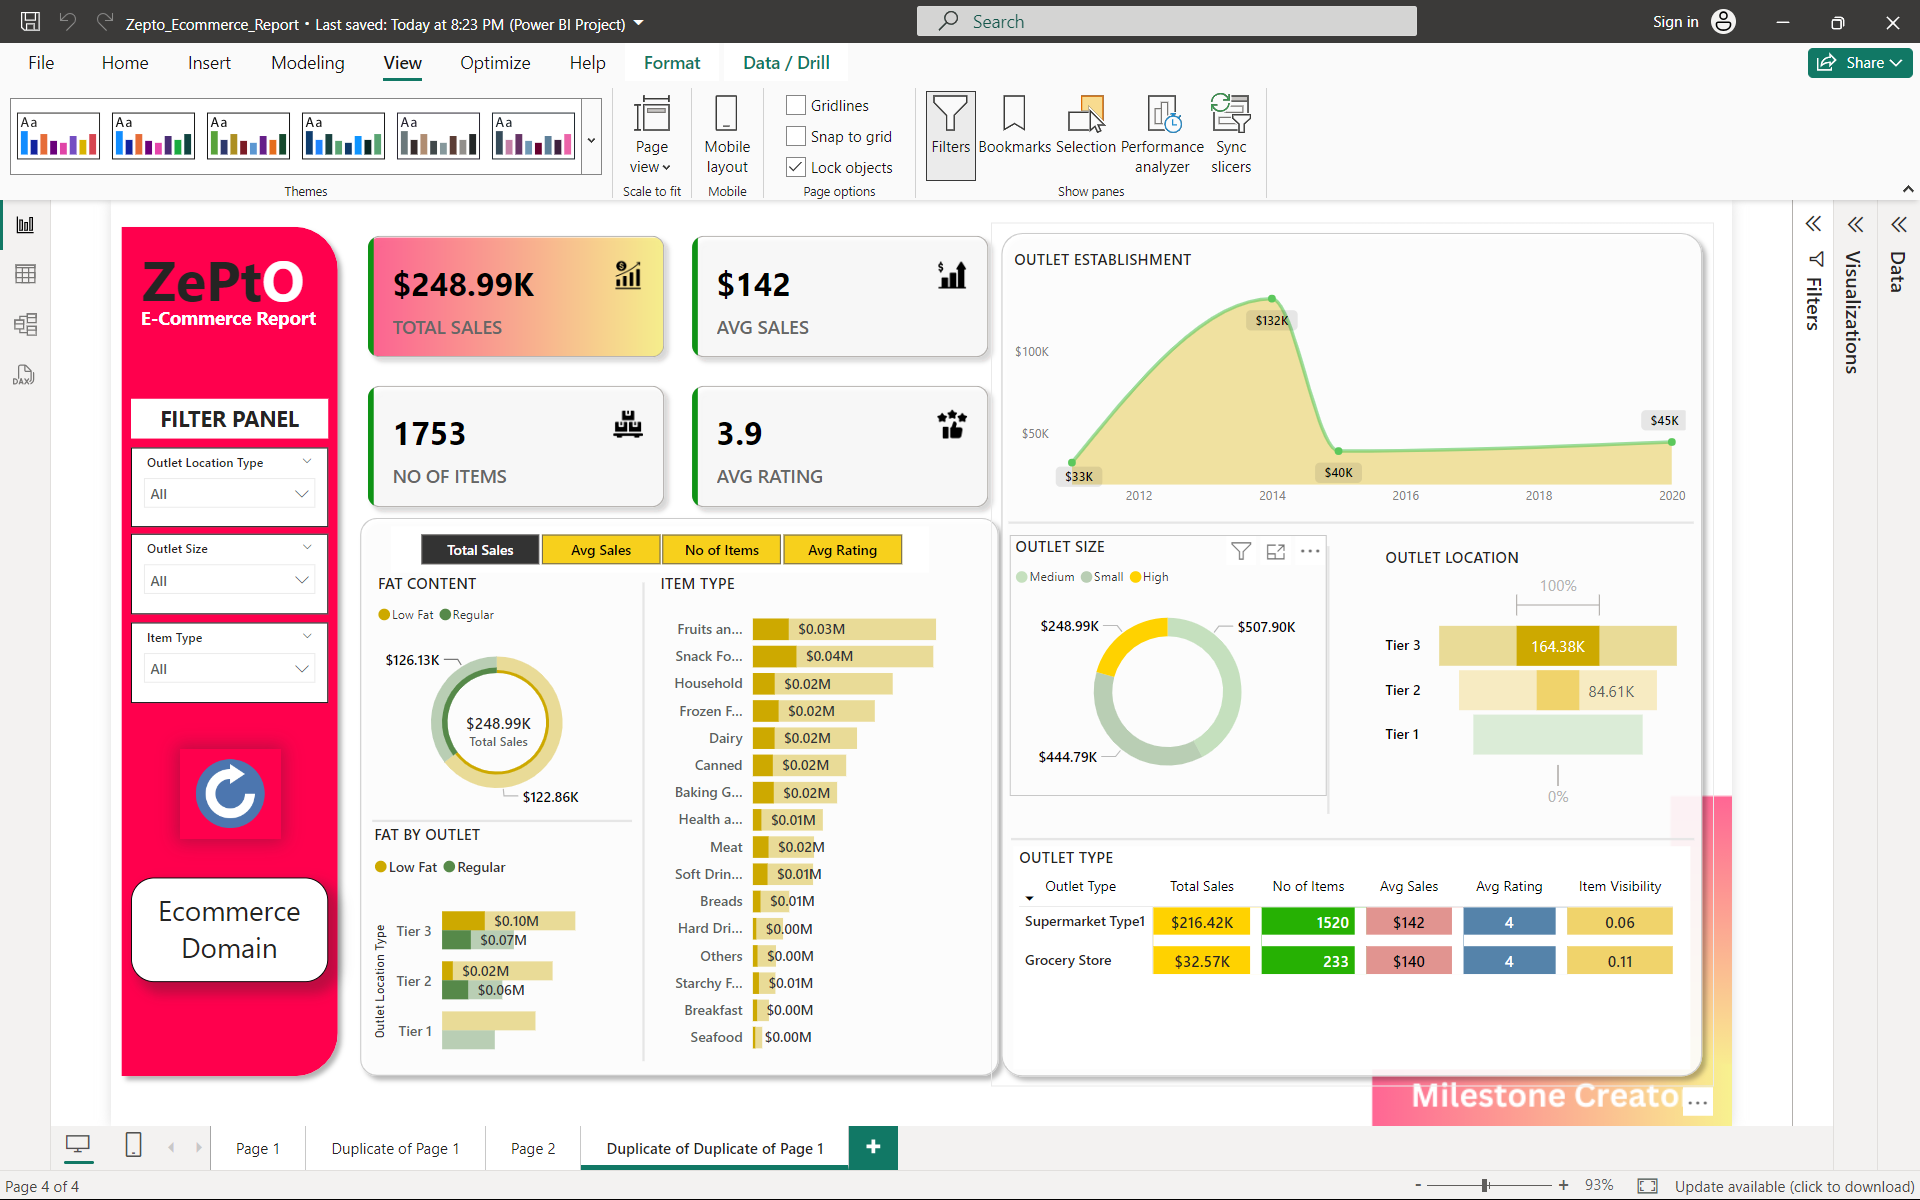 Zepto_Ecommerce_Report • Last saved: Today at 8:23 PM (Power BI Project)
Search
Sign in
File Home Insert Modeling View Optimize Help Format Data / Drill
Share
Aa Aa Aa Aa Aa Aa
Themes
Page view
Scale to fit
Mobile layout
Mobile
Gridlines
Snap to grid
Lock objects
Page options
Filters
Bookmarks
Selection
Performance analyzer
Sync slicers
Show panes
DAX
ZePtO
E-Commerce Report
FILTER PANEL
Outlet Location Type
All
Outlet Size
All
Item Type
All
Ecommerce
Domain
$248.99K
TOTAL SALES
$142
AVG SALES
1753
NO OF ITEMS
3.9
AVG RATING
Total Sales Avg Sales No of Items Avg Rating
FAT CONTENT
Low Fat Regular
$126.13K
$248.99K
Total Sales
$122.86K
FAT BY OUTLET
Low Fat Regular
Outlet Location Type
Tier 3 $0.10M
$0.07M
Tier 2 $0.02M
$0.06M
Tier 1
ITEM TYPE
Fruits an... $0.03M
Snack Fo... $0.04M
Household $0.02M
Frozen F... $0.02M
Dairy $0.02M
Canned $0.02M
Baking G... $0.02M
Health a... $0.01M
Meat $0.02M
Soft Drin... $0.01M
Breads $0.01M
Hard Dri... $0.00M
Others $0.00M
Starchy F... $0.01M
Breakfast $0.00M
Seafood $0.00M
OUTLET ESTABLISHMENT
$132K
$100K
$50K
$45K
$33K
$40K
2012 2014 2016 2018 2020
OUTLET SIZE
Medium Small High
$248.99K
$507.90K
$444.79K
OUTLET LOCATION
100%
Tier 3 164.38K
Tier 2 84.61K
Tier 1
0%
OUTLET TYPE
Outlet Type Total Sales No of Items Avg Sales Avg Rating Item Visibility
Supermarket Type1 $216.42K 1520 $142 4 0.06
Grocery Store $32.57K 233 $140 4 0.11
Milestone Creato
Filters
Visualizations
Data
Page 1 Duplicate of Page 1 Page 2 Duplicate of Duplicate of Page 1
Page 4 of 4
- + 93%
Update available (click to download)